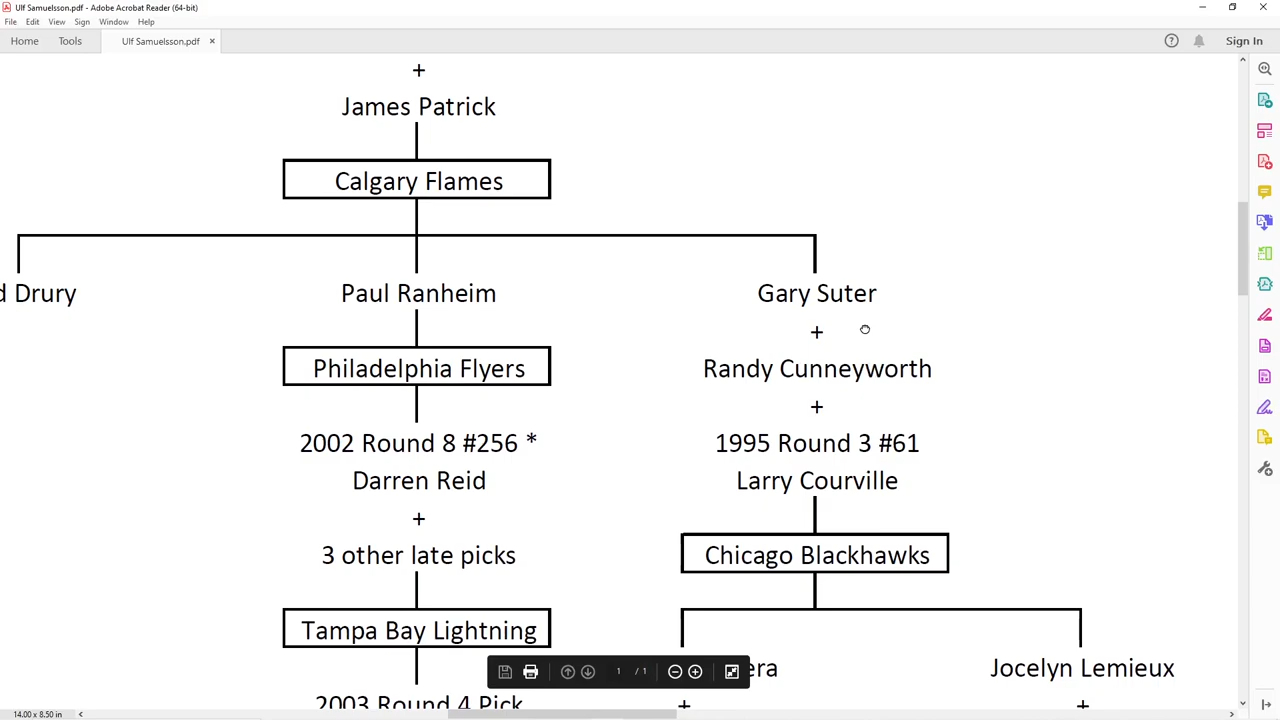 Ulf Samuelsson.pdf - Adobe Acrobat Reader (64-bit)
File Edit View Sign Window Help
Home Tools Ulf Samuelsson.pdf × Sign In
+
James Patrick
Calgary Flames
d Drury Paul Ranheim Gary Suter
+
Philadelphia Flyers Randy Cunneyworth
+
2002 Round 8 #256 * 1995 Round 3 #61
Darren Reid Larry Courville
+
3 other late picks Chicago Blackhawks
Tampa Bay Lightning
era Jocelyn Lemieux
1 / 1
2003 Round 4 Pick + +
14.00 x 8.50 in